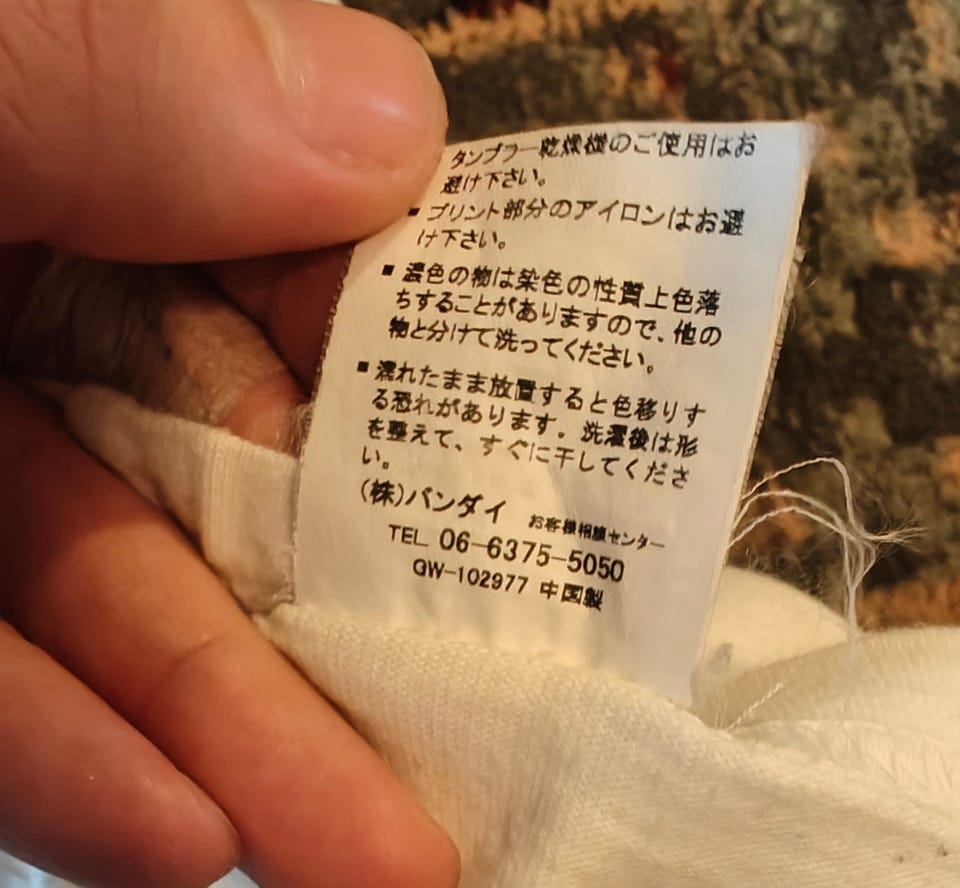 タンブラー乾燥機のご使用はお
避け下さい。
■ プリント部分のアイロンはお避
け下さい。
■ 濃色の物は染色の性質上色落
ちすることがありますので、他の
物と分けて洗ってください。
■ 濡れたまま放置すると色移りす
る恐れがあります。洗濯後は形
を整えて、すぐに干してくださ
い。
(株)バンダイ お客様相談センター
TEL 06-6375-5050
GW-102977 中国製